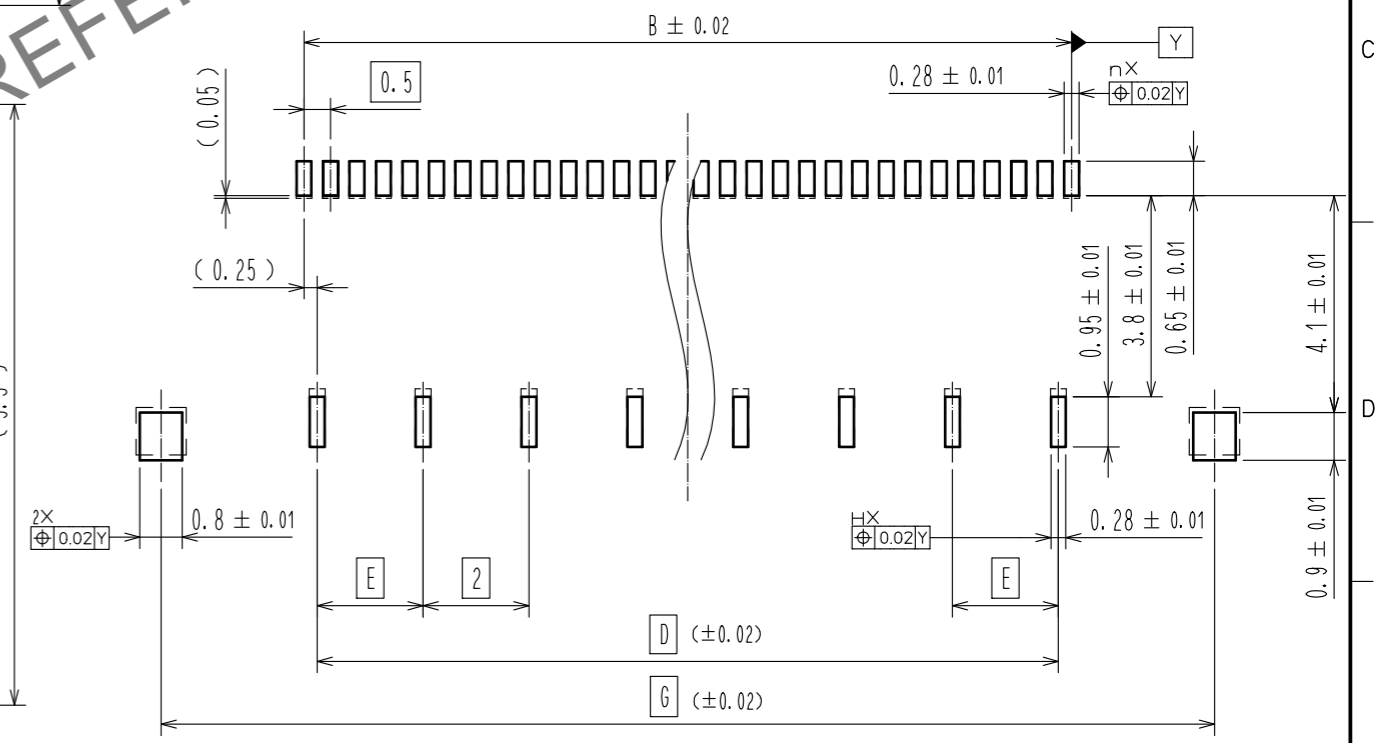 REFE
B ± 0.02
Y
C
0.5
0.28 ± 0.01
nX
⌖ 0.02 Y
( 0.05 )
( 0.25 )
0.95 ± 0.01
3.8 ± 0.01
0.65 ± 0.01
4.1 ± 0.01
D
2X
⌖ 0.02 Y
0.8 ± 0.01
HX
⌖ 0.02 Y
0.28 ± 0.01
0.9 ± 0.01
E
2
E
D (±0.02)
G (±0.02)